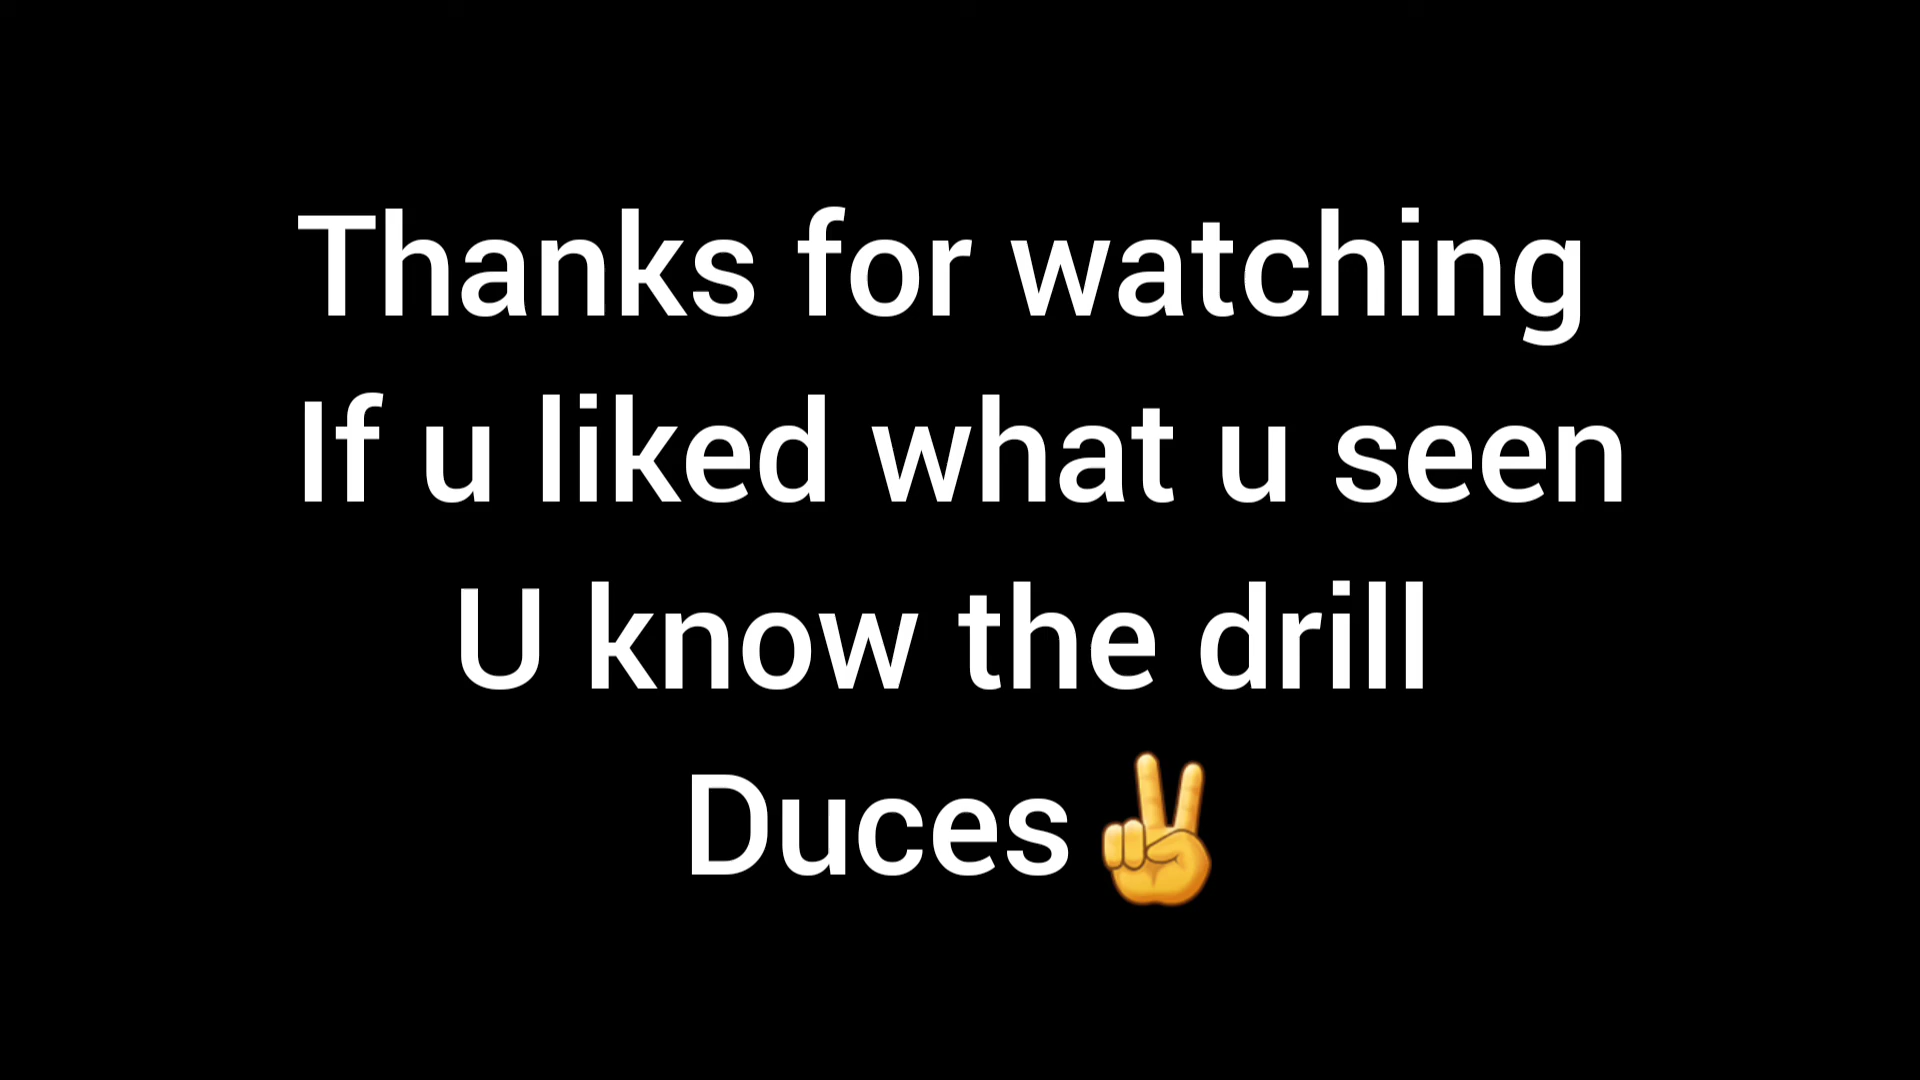 Thanks for watching
If u liked what u seen
U know the drill
Duces✌️